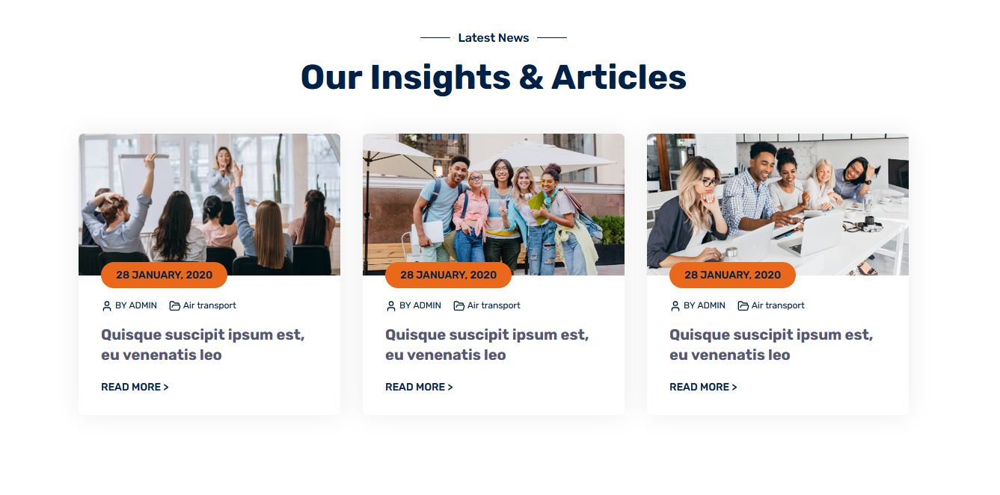 Latest News
Our Insights & Articles
28 JANUARY, 2020
BY ADMIN Air transport
Quisque suscipit ipsum est,
eu venenatis leo
READ MORE >
28 JANUARY, 2020
BY ADMIN Air transport
Quisque suscipit ipsum est,
eu venenatis leo
READ MORE >
28 JANUARY, 2020
BY ADMIN Air transport
Quisque suscipit ipsum est,
eu venenatis leo
READ MORE >